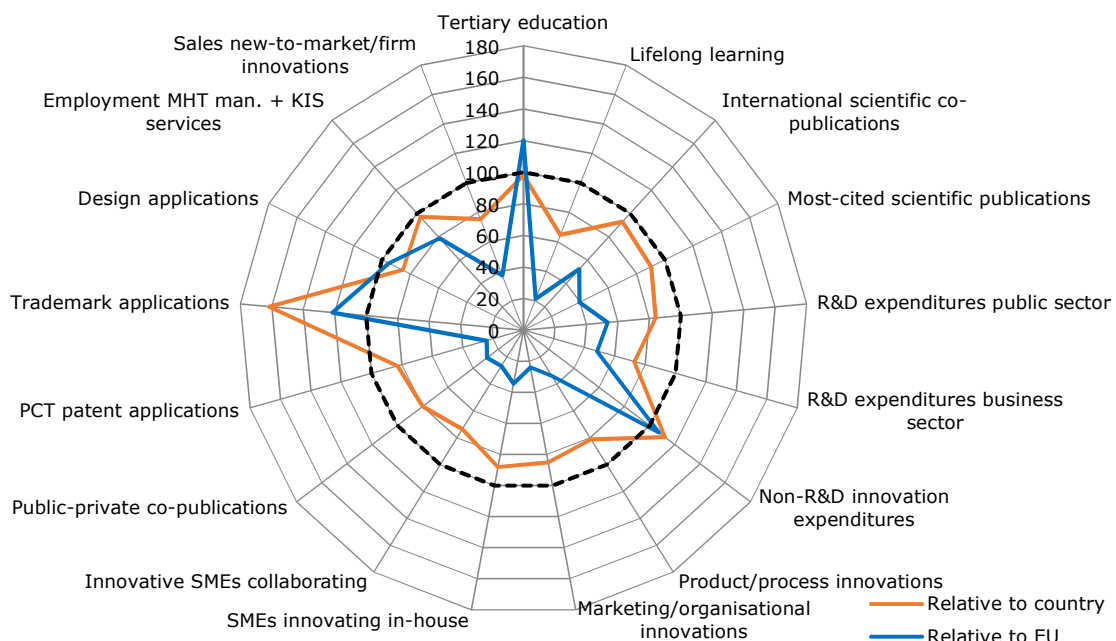 Tertiary education
Lifelong learning
International scientific co-
publications
Most-cited scientific publications
R&D expenditures public sector
R&D expenditures business
sector
Non-R&D innovation
expenditures
Product/process innovations
Marketing/organisational
innovations
SMEs innovating in-house
Innovative SMEs collaborating
Public-private co-publications
PCT patent applications
Trademark applications
Design applications
Employment MHT man. + KIS
services
Sales new-to-market/firm
innovations
180
160
140
120
100
80
60
40
20
0
Relative to country
Relative to EU